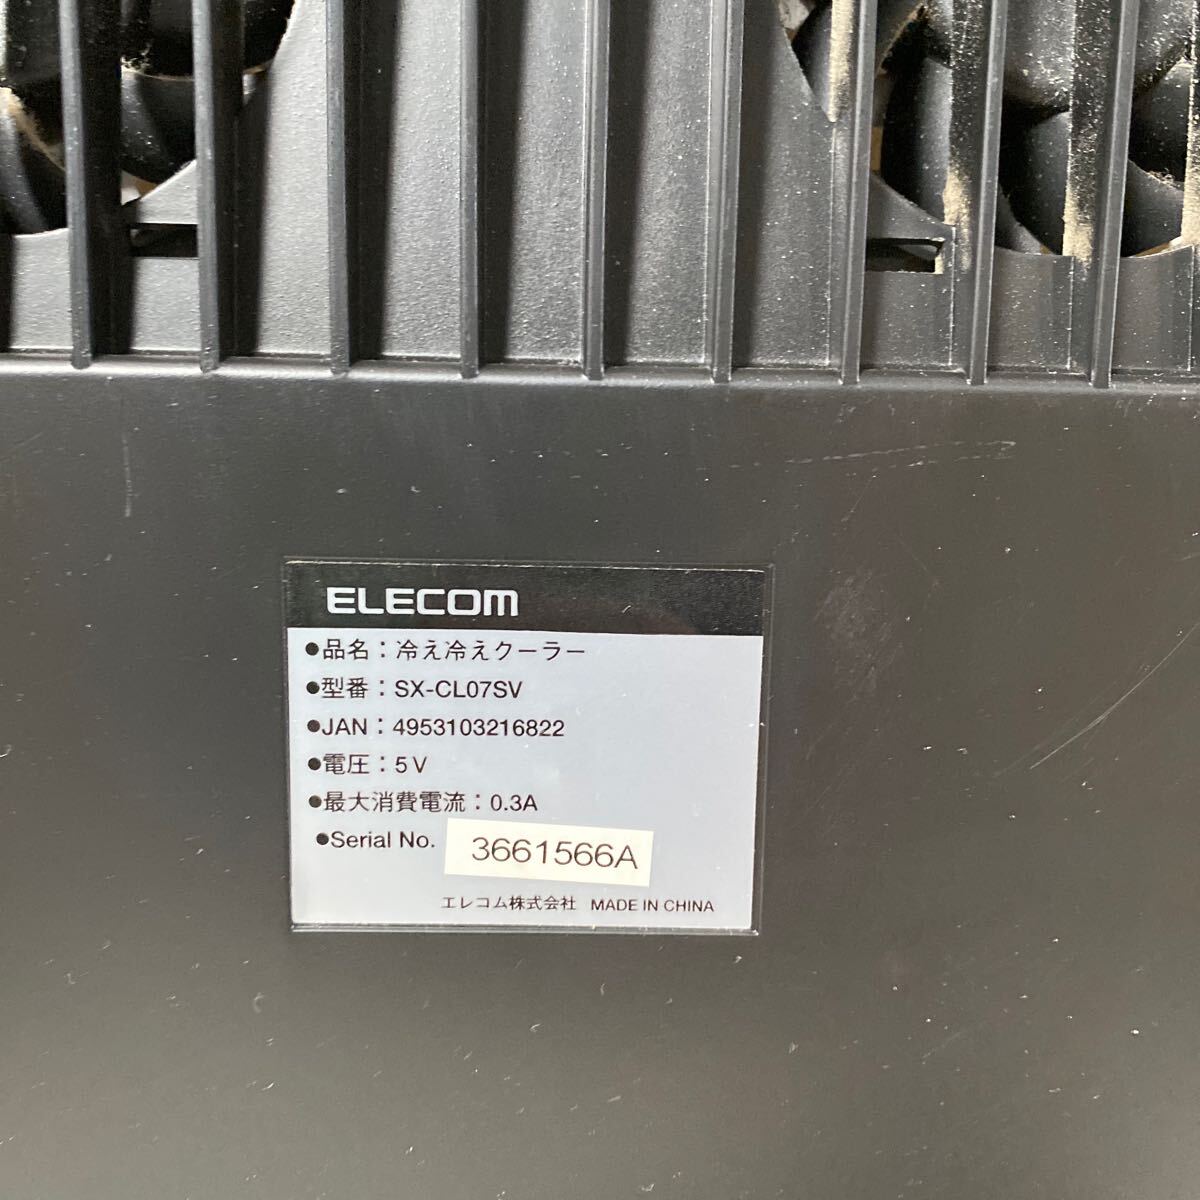 ELECOM
●品名：冷え冷えクーラー
●型番：SX-CL07SV
●JAN：4953103216822
●電圧：5V
●最大消費電流：0.3A
●Serial No. 3661566A
エレコム株式会社 MADE IN CHINA